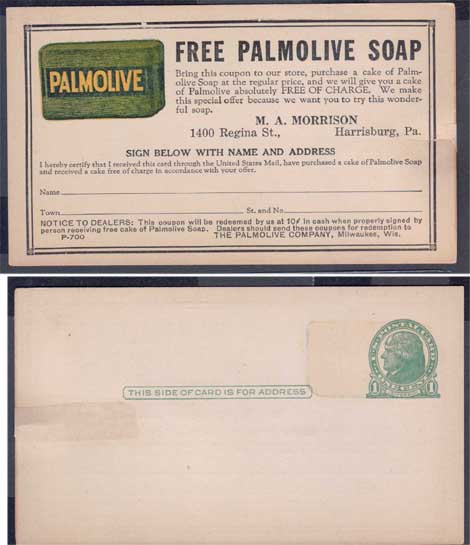 PALMOLIVE
FREE PALMOLIVE SOAP
Bring this coupon to our store, purchase a cake of Palm-
olive Soap at the regular price, and we will give you a cake
of Palmolive absolutely FREE OF CHARGE. We make
this special offer because we want you to try this wonder-
ful soap.
M. A. MORRISON
1400 Regina St., Harrisburg, Pa.
SIGN BELOW WITH NAME AND ADDRESS
I hereby certify that I received this card through the United States Mail, have purchased a cake of Palmolive Soap
and received a cake free of charge in accordance with your offer.
Name
Town St. and No.
NOTICE TO DEALERS: This coupon will be redeemed by us at 10¢ in cash when properly signed by
person receiving free cake of Palmolive Soap. Dealers should send these coupons for redemption to
P-700 THE PALMOLIVE COMPANY, Milwaukee, Wis.
THIS SIDE OF CARD IS FOR ADDRESS
1 1